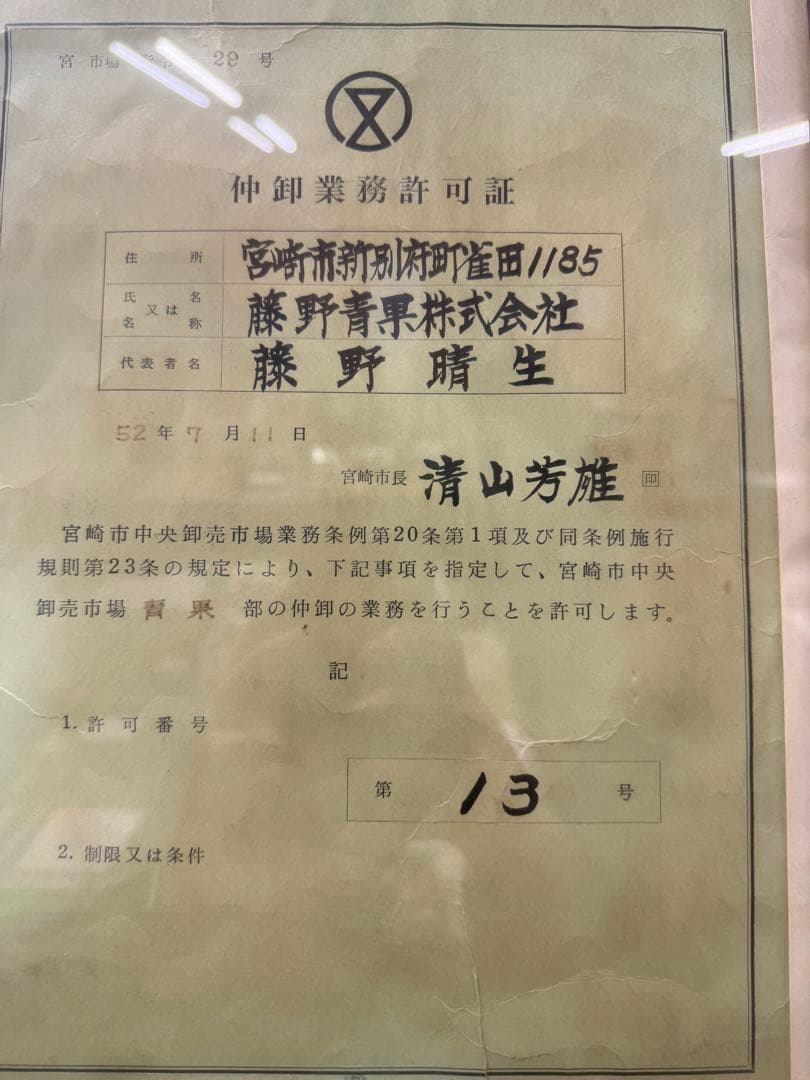 宮市場 29号
仲卸業務許可証
住所 宮崎市新別府町雀田1185
氏名又は名称 藤野青果株式会社
代表者名 藤野晴生
52年7月11日
宮崎市長 清山芳雄 印
宮崎市中央卸売市場業務条例第20条第1項及び同条例施行
規則第23条の規定により、下記事項を指定して、宮崎市中央
卸売市場 青果 部の仲卸の業務を行うことを許可します。
記
1. 許可番号
第 13 号
2. 制限又は条件